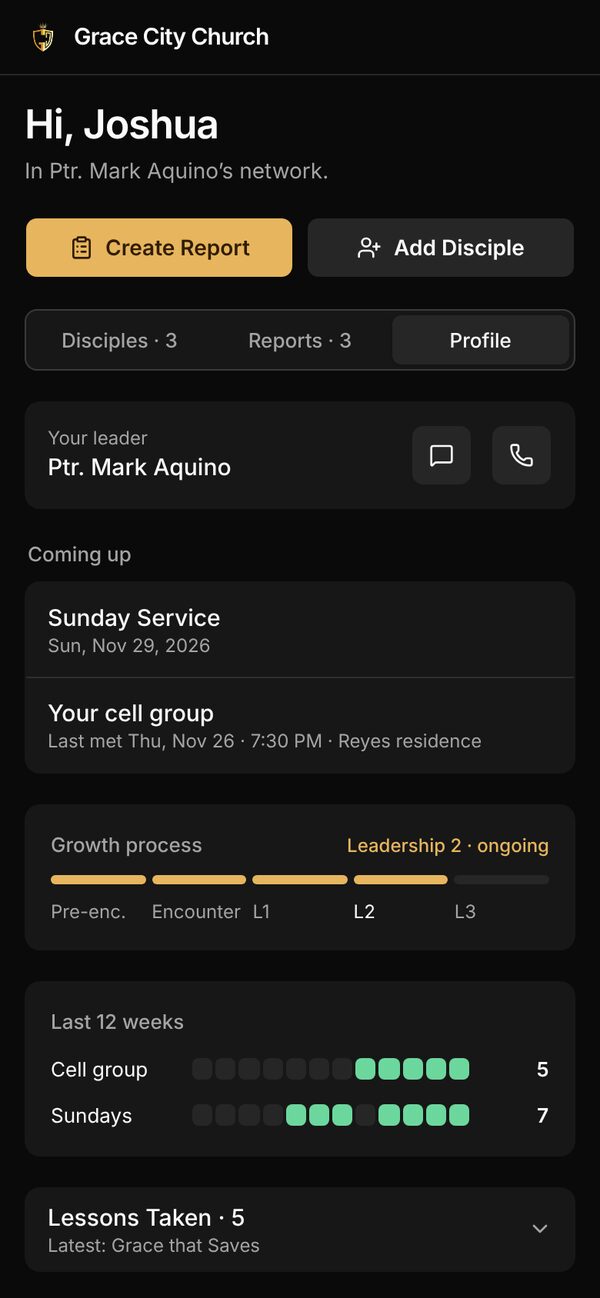 Grace City Church
Hi, Joshua
In Ptr. Mark Aquino’s network.
Create Report
Add Disciple
Disciples · 3
Reports · 3
Profile
Your leader
Ptr. Mark Aquino
Coming up
Sunday Service
Sun, Nov 29, 2026
Your cell group
Last met Thu, Nov 26 · 7:30 PM · Reyes residence
Growth process
Leadership 2 · ongoing
Pre-enc.
Encounter
L1
L2
L3
Last 12 weeks
Cell group
5
Sundays
7
Lessons Taken · 5
Latest: Grace that Saves